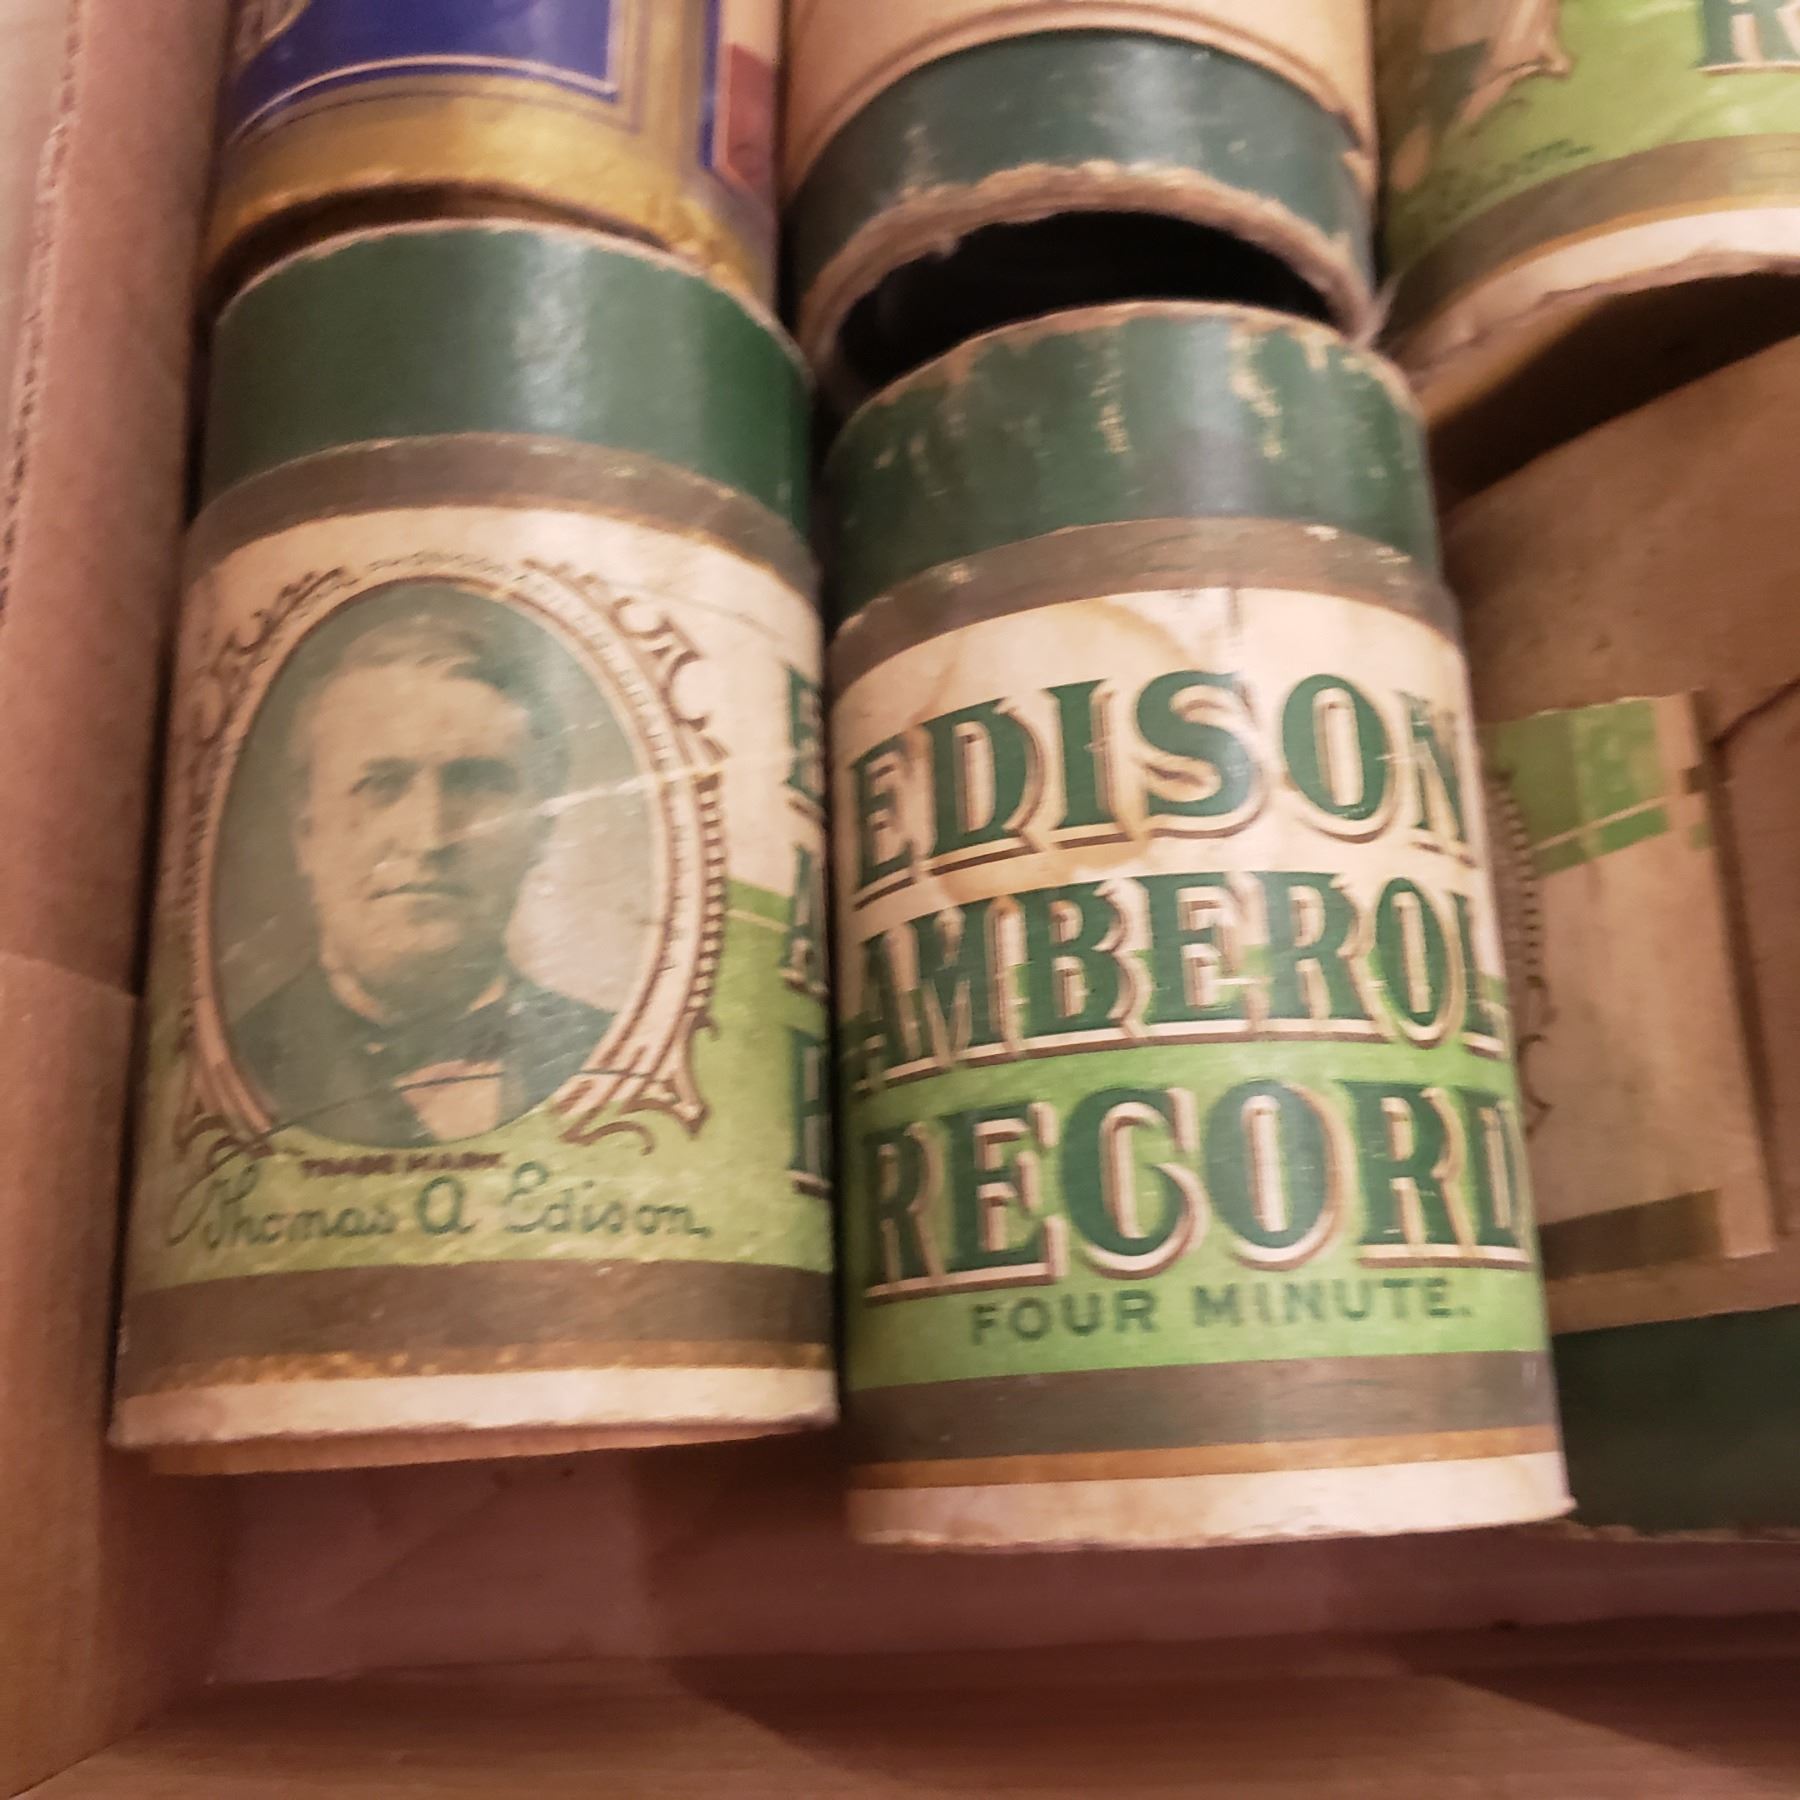 TRADE MARK
Thomas A Edison.
EDISON
AMBEROL
RECORD
FOUR MINUTE.